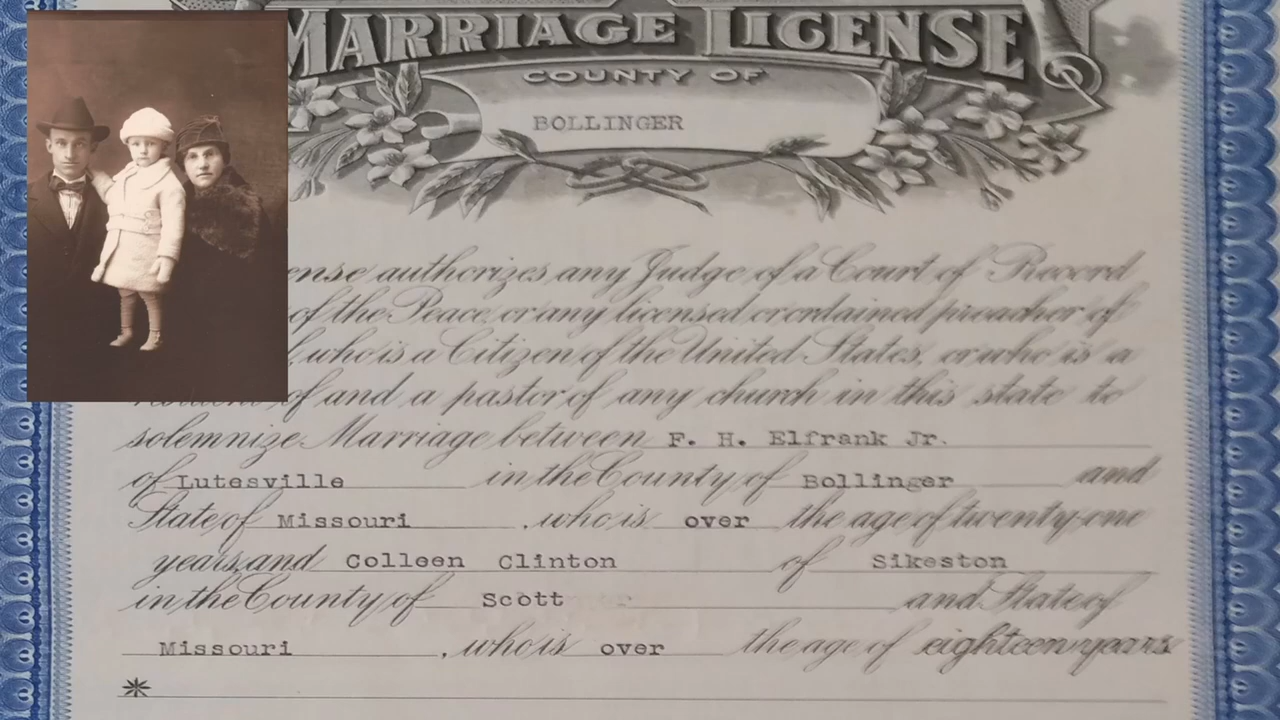 MARRIAGE LICENSE
COUNTY OF
BOLLINGER
ense authorizes any Judge of a Court of Record
of the Peace, or any licensed or ordained preacher of
, who is a Citizen of the United States, or who is a
resident of and a pastor of any church in this state to
solemnize Marriage between F. H. Elfrank Jr.
of Lutesville in the County of Bollinger and
State of Missouri, who is over the age of twenty-one
years, and Colleen Clinton of Sikeston
in the County of Scott and State of
Missouri, who is over the age of eighteen years